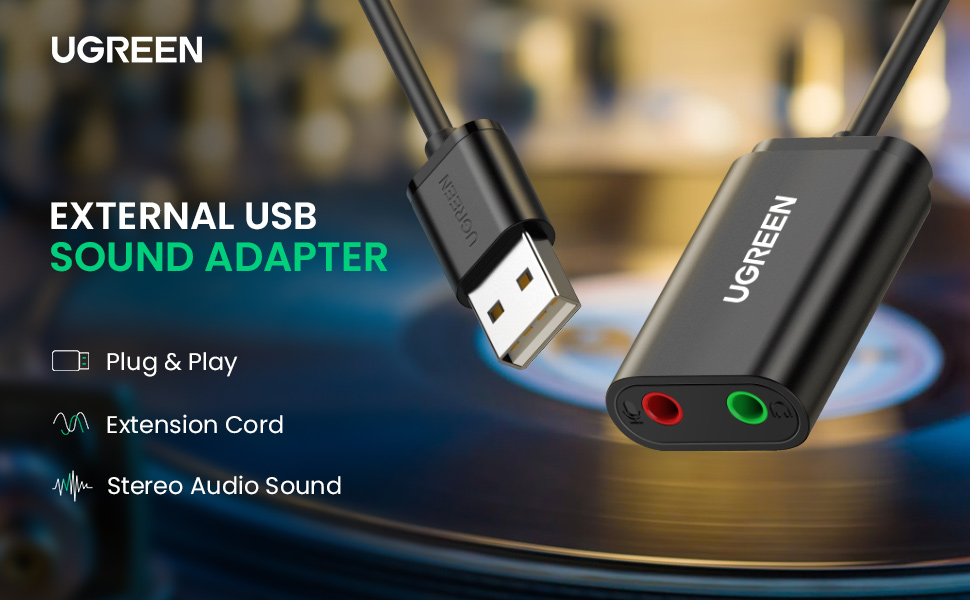 UGREEN
EXTERNAL USB
SOUND ADAPTER
Plug & Play
Extension Cord
Stereo Audio Sound
UGREEN
UGREEN